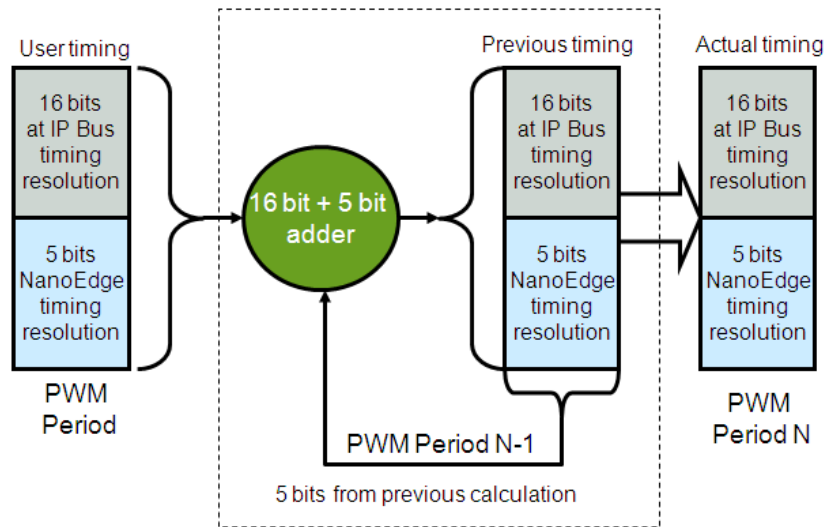 User timing
16 bits
at IP Bus
timing
resolution
5 bits
NanoEdge
timing
resolution
PWM
Period
16 bit + 5 bit
adder
Previous timing
16 bits
at IP Bus
timing
resolution
5 bits
NanoEdge
timing
resolution
PWM Period N-1
5 bits from previous calculation
Actual timing
16 bits
at IP Bus
timing
resolution
5 bits
NanoEdge
timing
resolution
PWM
Period N